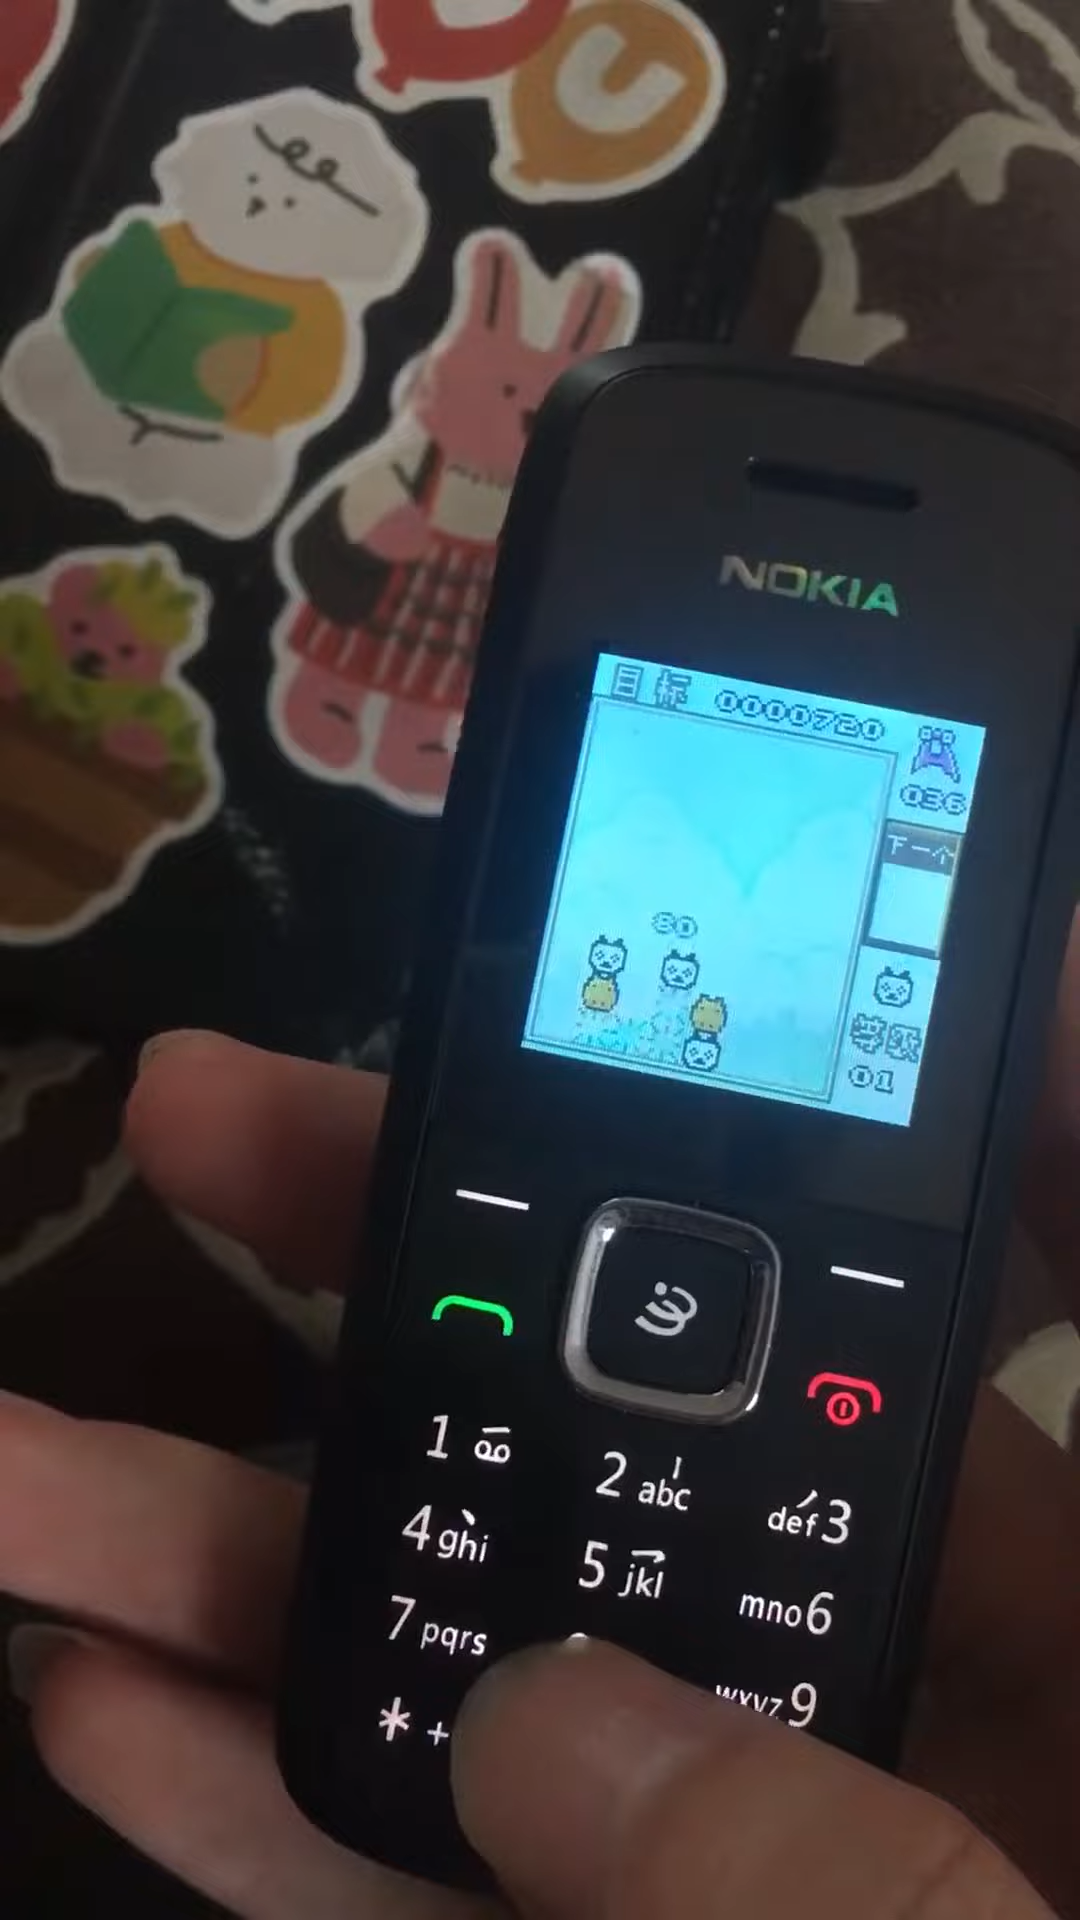 U
NOKIA
目标 0000720
036
下一个
80
等级
01
1
2 abc
def 3
4 ghi
5 jkl
mno 6
7 pqrs
wxyz 9
* +